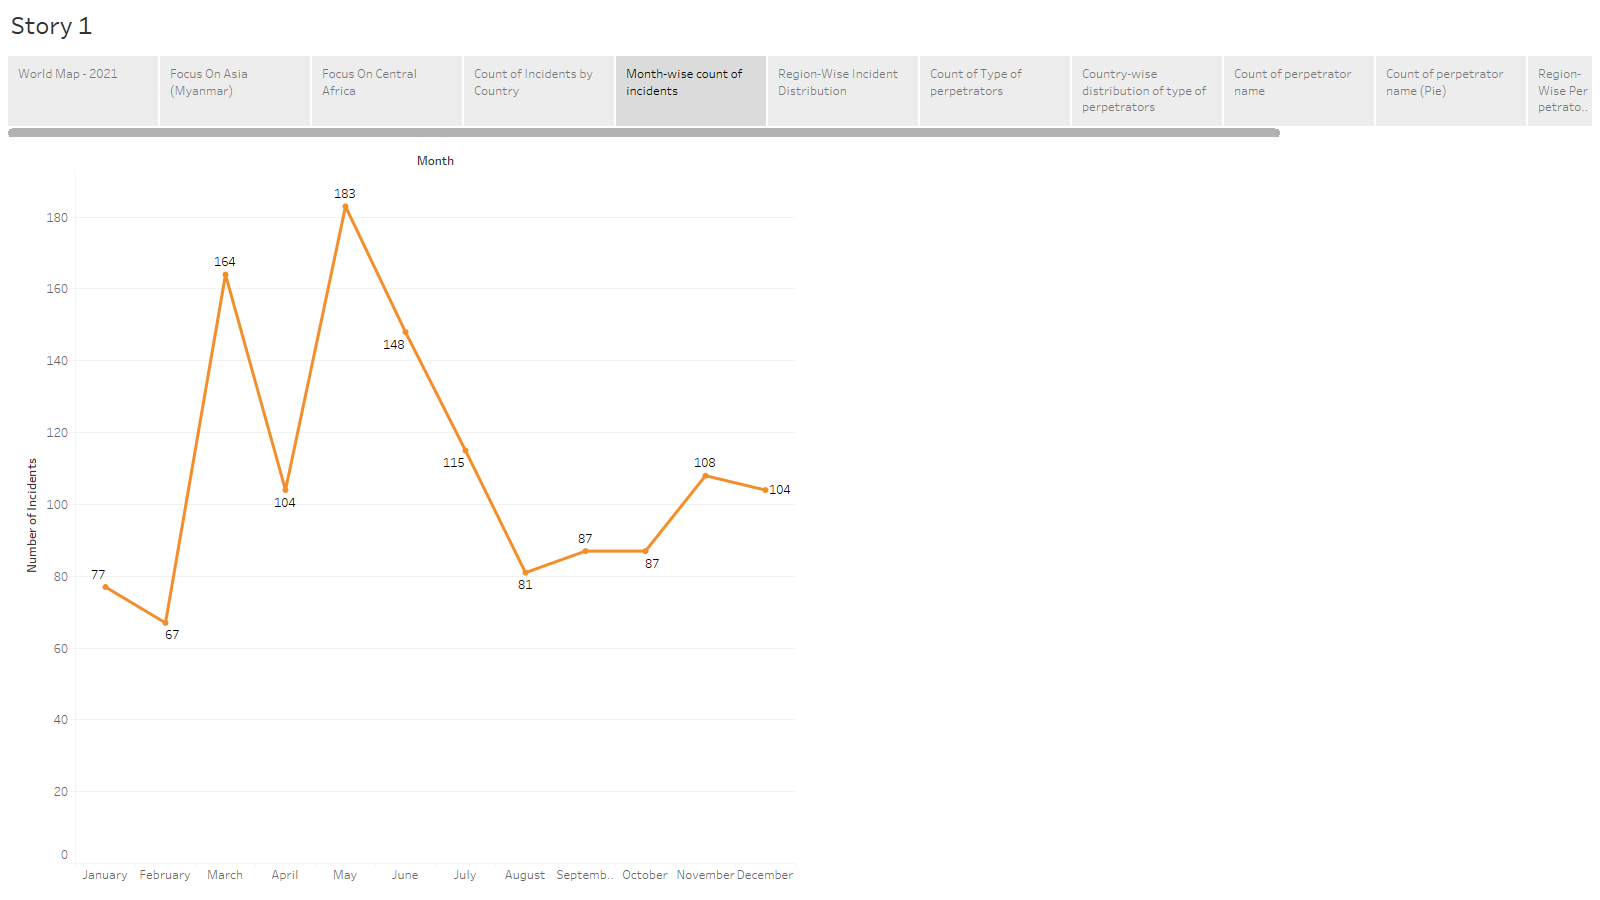 Story 1
World Map - 2021
Focus On Asia
(Myanmar)
Focus On Central
Africa
Count of Incidents by
Country
Month-wise count of
incidents
Region-Wise Incident
Distribution
Count of Type of
perpetrators
Country-wise
distribution of type of
perpetrators
Count of perpetrator
name
Count of perpetrator
name (Pie)
Region-
Wise Per
petrato..
Month
Number of Incidents
180
160
140
120
100
80
60
40
20
0
77
67
164
104
183
148
115
81
87
87
108
104
January
February
March
April
May
June
July
August
Septemb..
October
November
December